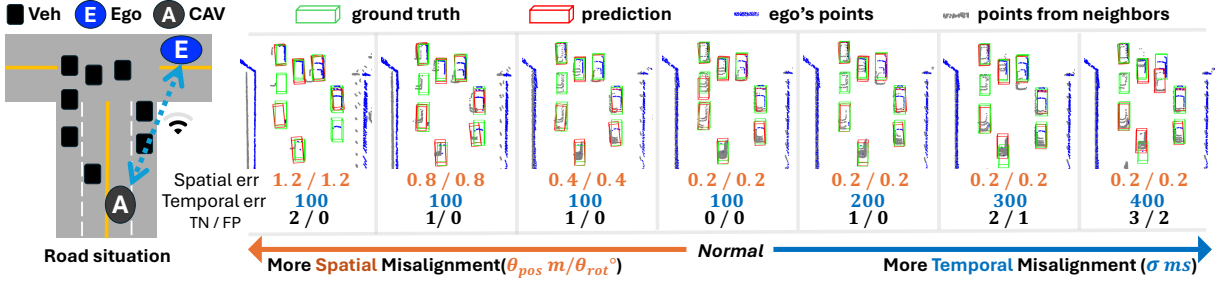 Veh E Ego A CAV ground truth prediction ego's points points from neighbors
E
A
Road situation
Spatial err 1.2 / 1.2 0.8 / 0.8 0.4 / 0.4 0.2 / 0.2 0.2 / 0.2 0.2 / 0.2 0.2 / 0.2
Temporal err 100 100 100 100 200 300 400
TN / FP 2 / 0 1 / 0 1 / 0 0 / 0 1 / 0 2 / 1 3 / 2
Normal
More Spatial Misalignment(θ_pos m/θ_rot°) More Temporal Misalignment (σ ms)